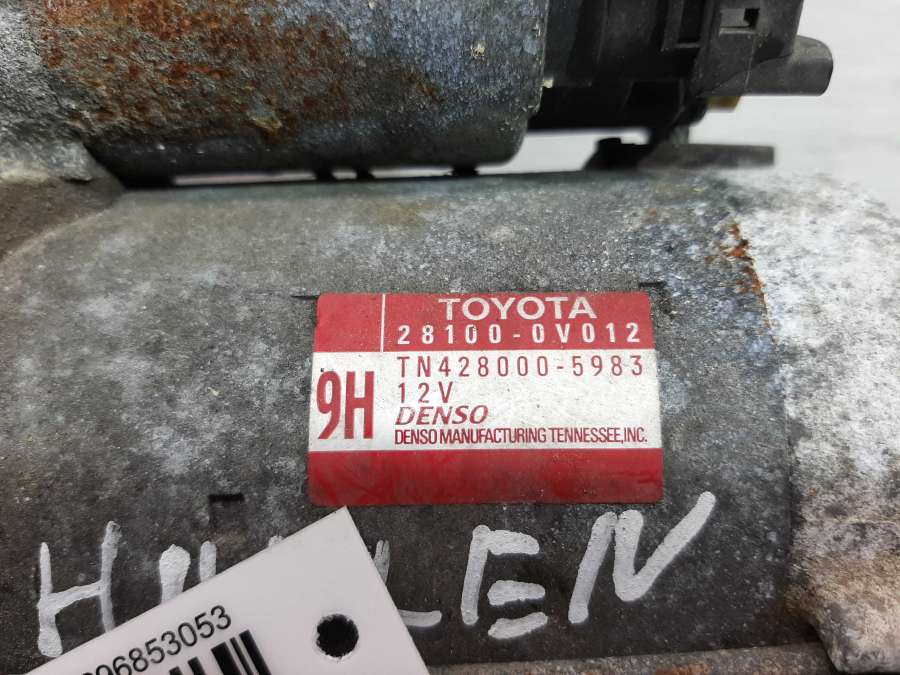 TOYOTA
28100-0V012
TN428000-5983
9H
12V
DENSO
DENSO MANUFACTURING TENNESSEE, INC.